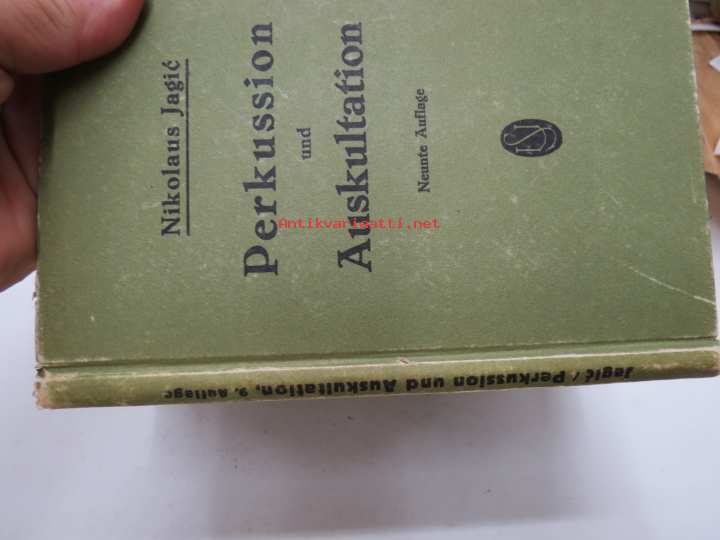 Nikolaus Jagić
Perkussion
und
Auskultation
Neunte Auflage
Jagić / Perkussion und Auskultation, 9. Auflage
Antikvariaatti.net